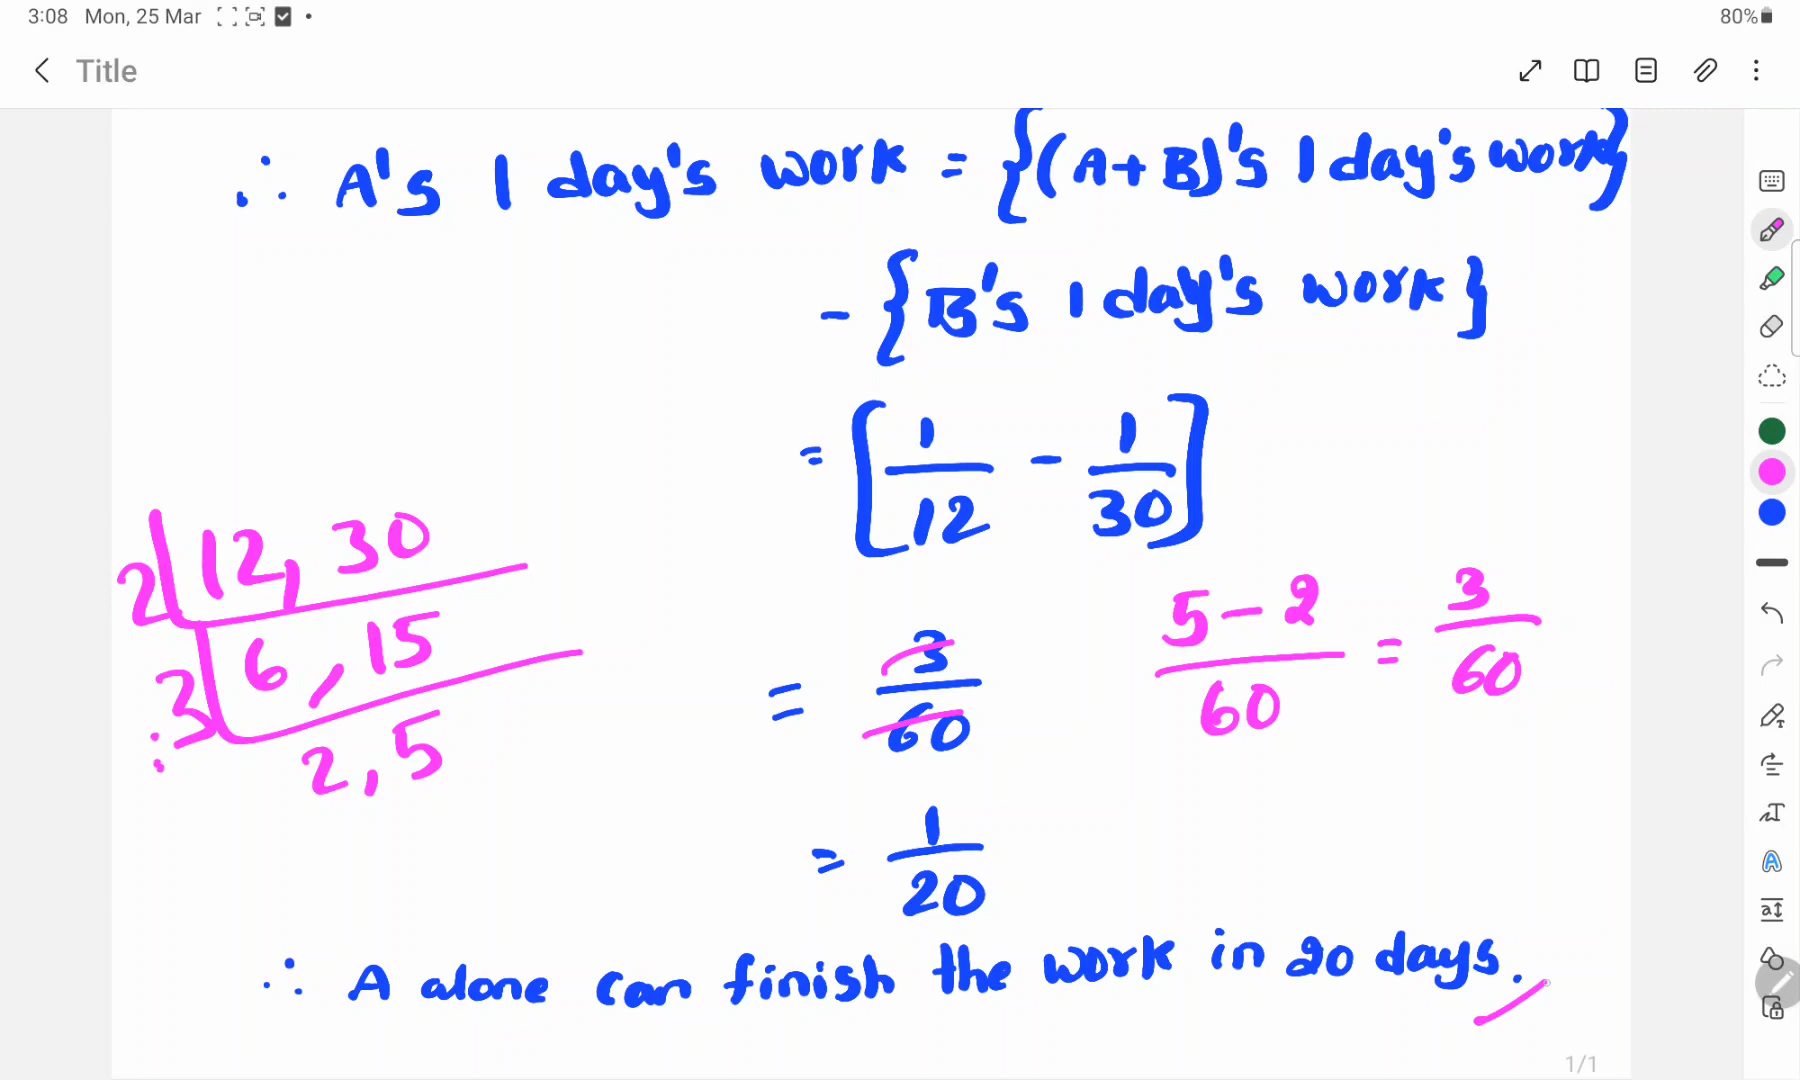 3:08 Mon, 25 Mar
80%
Title
∴ A's 1 day's work = {(A+B)'s 1 day's work}
- {B's 1 day's work}
= [1/12 - 1/30]
2 | 12, 30
3 | 6, 15
2, 5
= 3/60
5-2/60 = 3/60
= 1/20
∴ A alone can finish the work in 20 days.
1/1